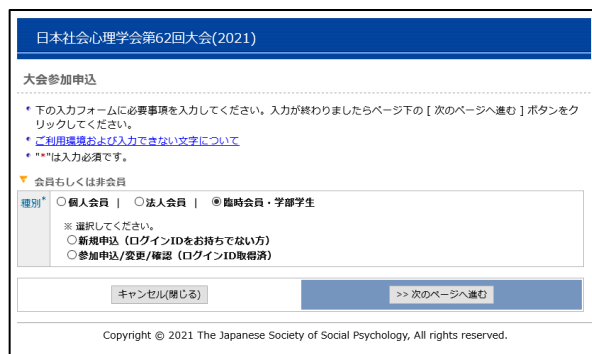 日本社会心理学会第62回大会(2021)
大会参加申込
下の入力フォームに必要事項を入力してください。入力が終わりましたらページ下の [ 次のページへ進む ] ボタンをク
リックしてください。
ご利用環境および入力できない文字について
"*"は入力必須です。
会員もしくは非会員
種別* 個人会員 | 法人会員 | 臨時会員・学部学生
※ 選択してください。
新規申込（ログインIDをお持ちでない方）
参加申込/変更/確認（ログインID取得済）
キャンセル(閉じる) >> 次のページへ進む
Copyright © 2021 The Japanese Society of Social Psychology, All rights reserved.